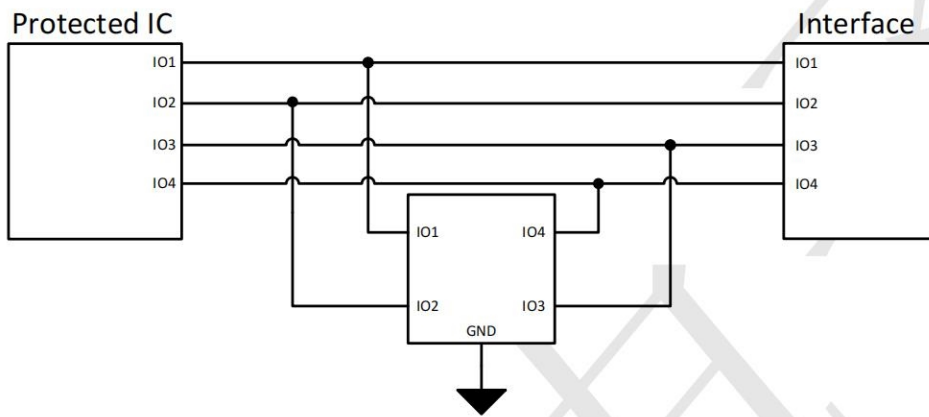 Protected IC
Interface
IO1
IO1
IO2
IO2
IO3
IO3
IO4
IO4
IO1
IO4
IO2
IO3
GND